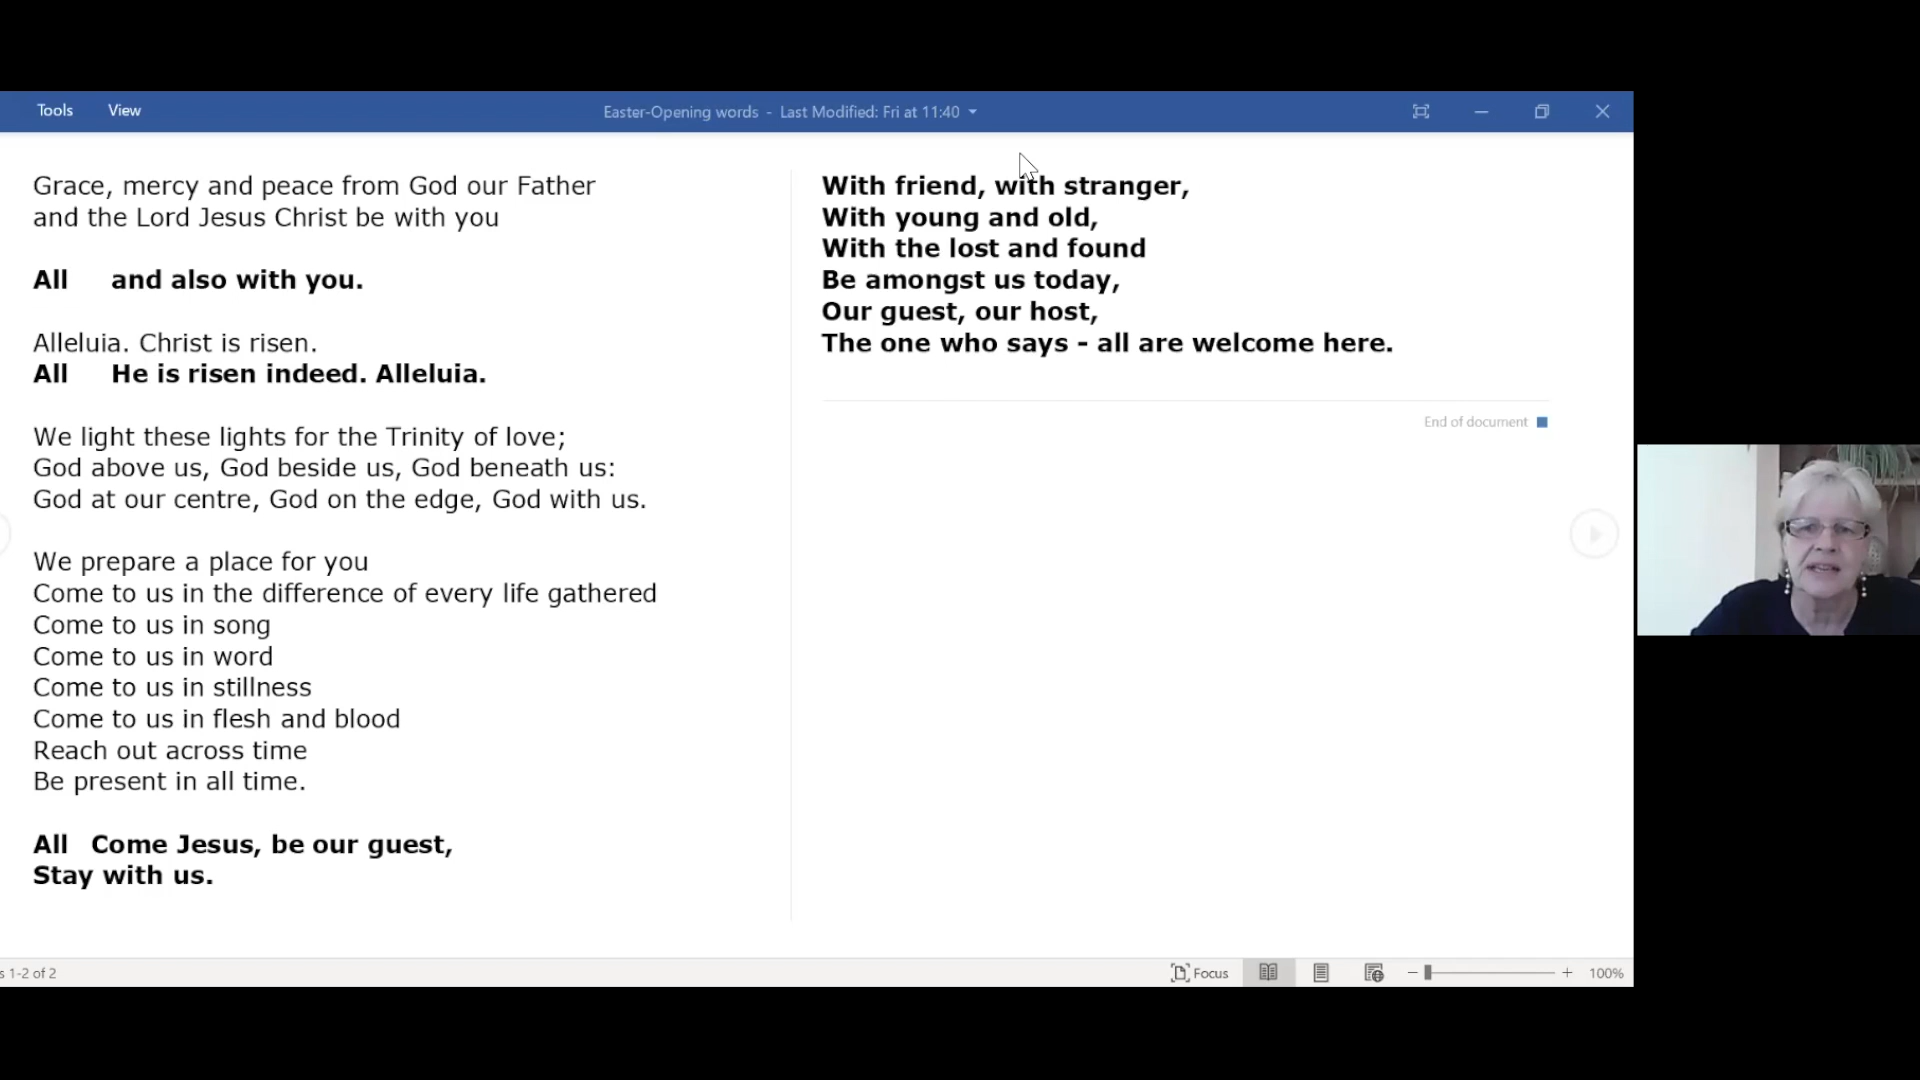 Tools View
Easter-Opening words - Last Modified: Fri at 11:40
Grace, mercy and peace from God our Father
and the Lord Jesus Christ be with you
All and also with you.
Alleluia. Christ is risen.
All He is risen indeed. Alleluia.
We light these lights for the Trinity of love;
God above us, God beside us, God beneath us:
God at our centre, God on the edge, God with us.
We prepare a place for you
Come to us in the difference of every life gathered
Come to us in song
Come to us in word
Come to us in stillness
Come to us in flesh and blood
Reach out across time
Be present in all time.
All Come Jesus, be our guest,
Stay with us.
With friend, with stranger,
With young and old,
With the lost and found
Be amongst us today,
Our guest, our host,
The one who says - all are welcome here.
End of document
s 1-2 of 2
Focus
100%